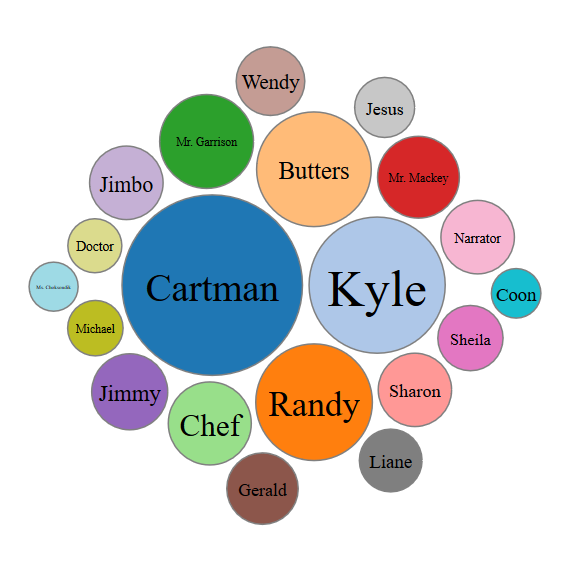 Wendy
Jesus
Mr. Garrison
Butters
Mr. Mackey
Jimbo
Narrator
Doctor
Cartman
Kyle
Coon
Michael
Sheila
Jimmy
Sharon
Randy
Chef
Liane
Gerald